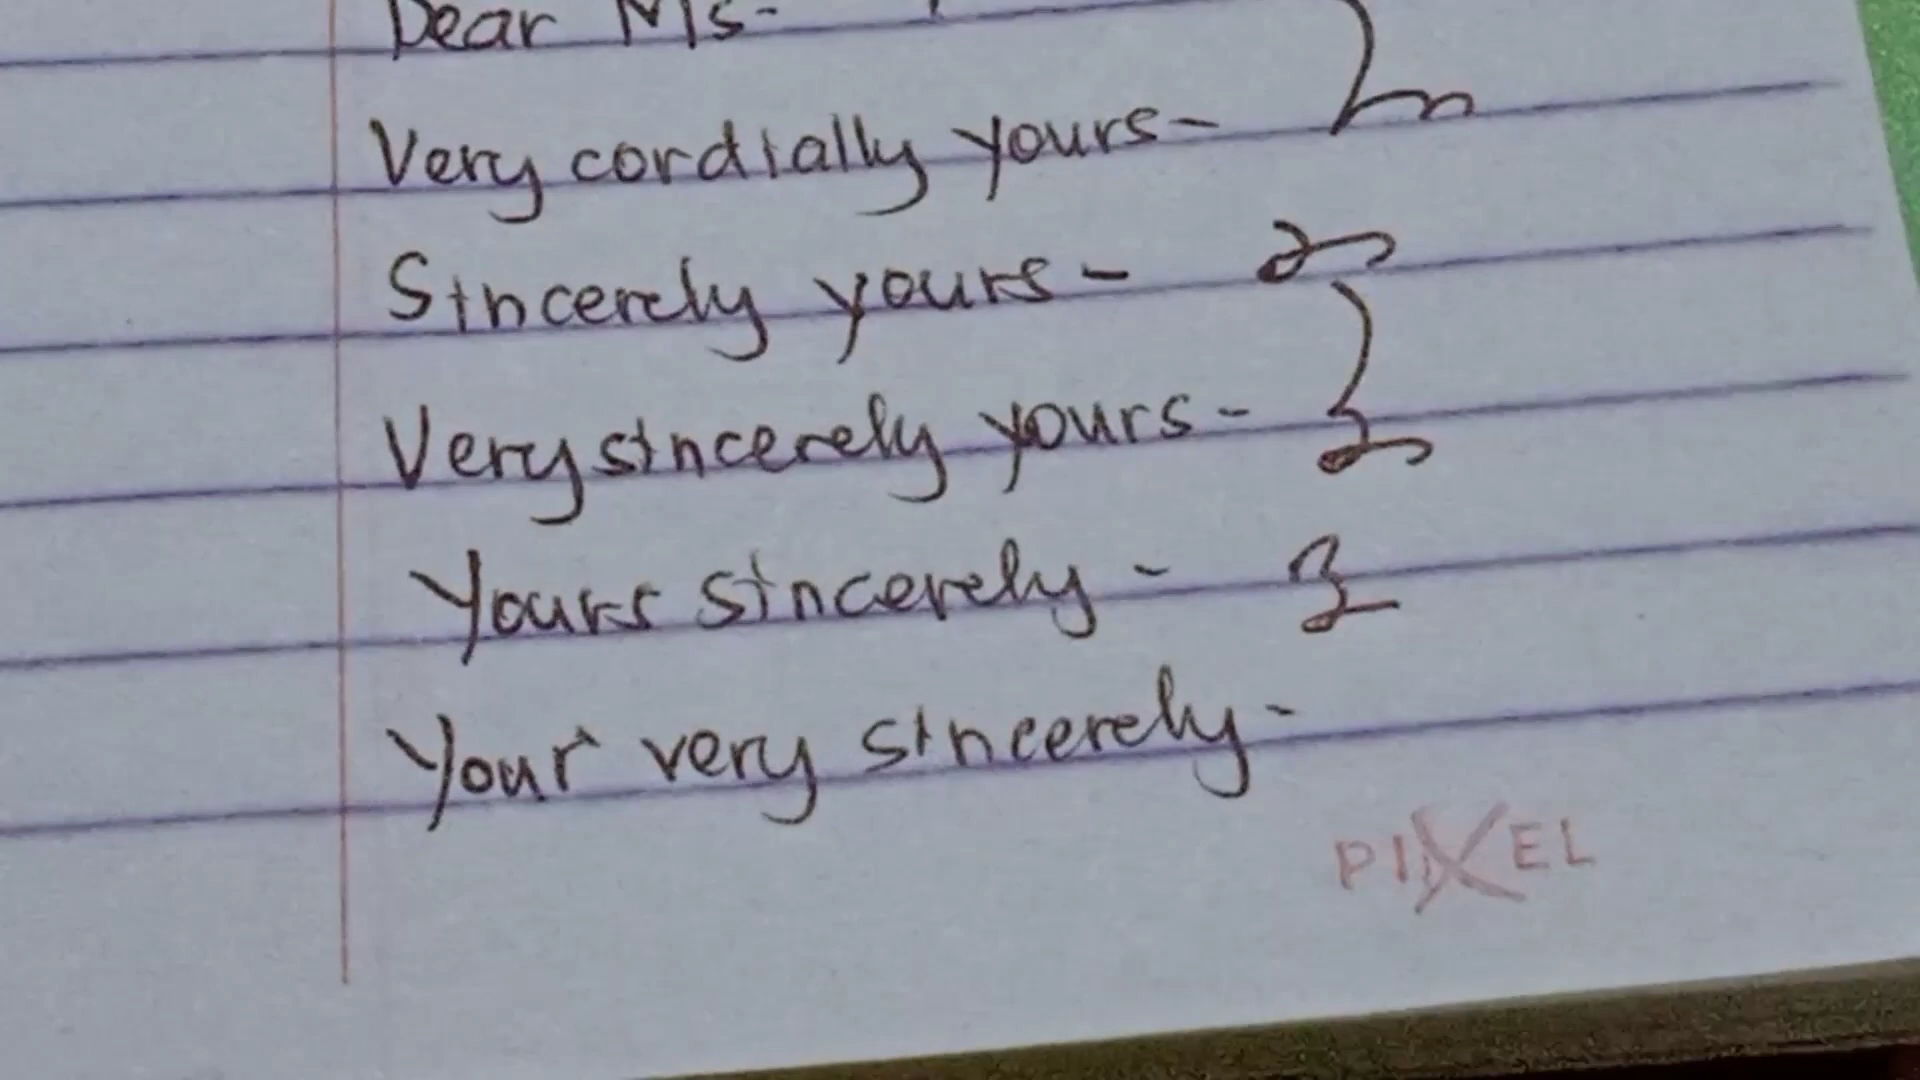 Dear Ms-
Very cordially yours-
Sincerely yours-
Very sincerely yours-
Yours sincerely-
Your very sincerely-
PIXEL